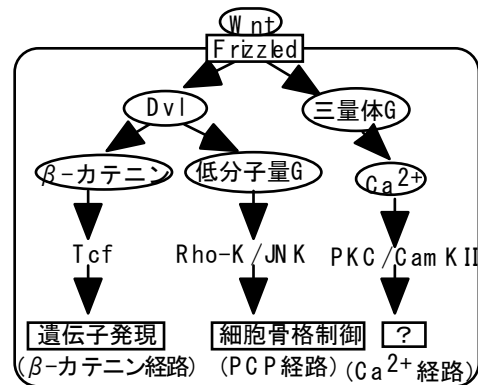 Wnt
Frizzled
Dvl
三量体G
β-カテニン
低分子量G
Ca2+
Tcf
Rho-K/JNK
PKC/CamKII
遺伝子発現
細胞骨格制御
?
(β-カテニン経路)
(PCP経路)
(Ca2+経路)